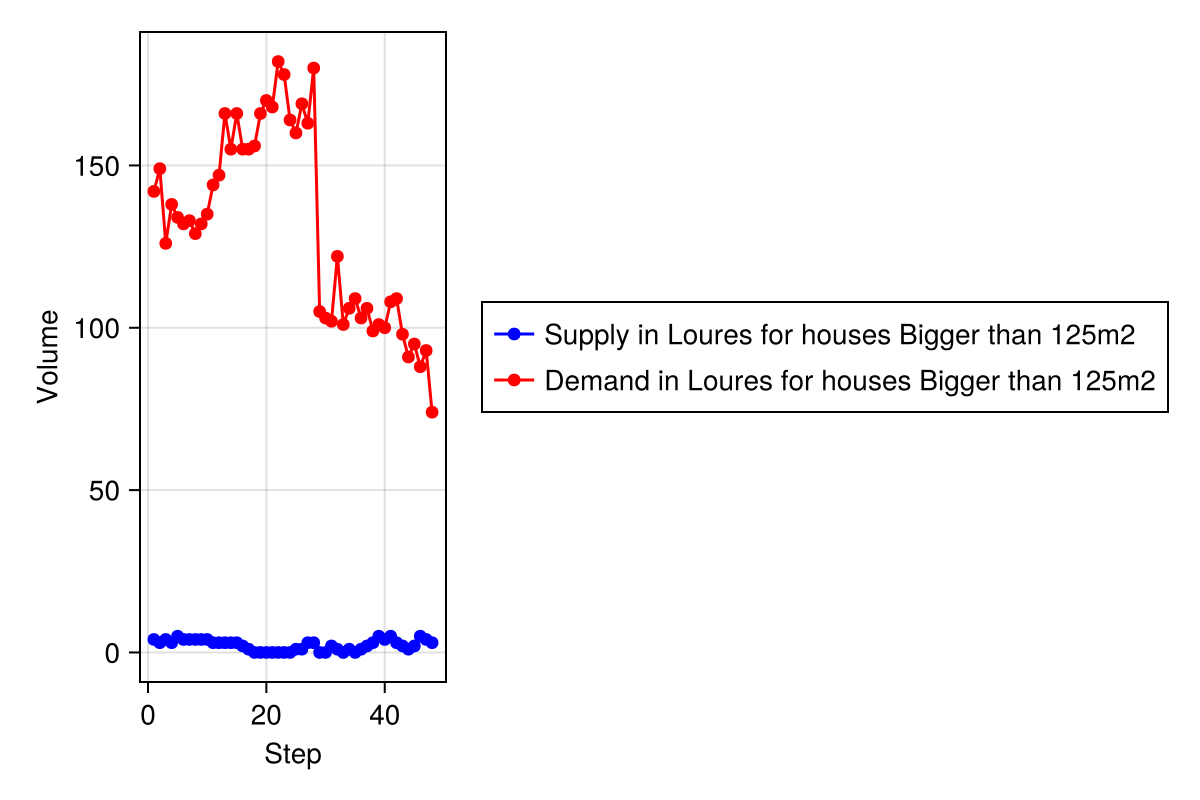 150
100
50
0
Volume
0 20 40
Step
Supply in Loures for houses Bigger than 125m2
Demand in Loures for houses Bigger than 125m2